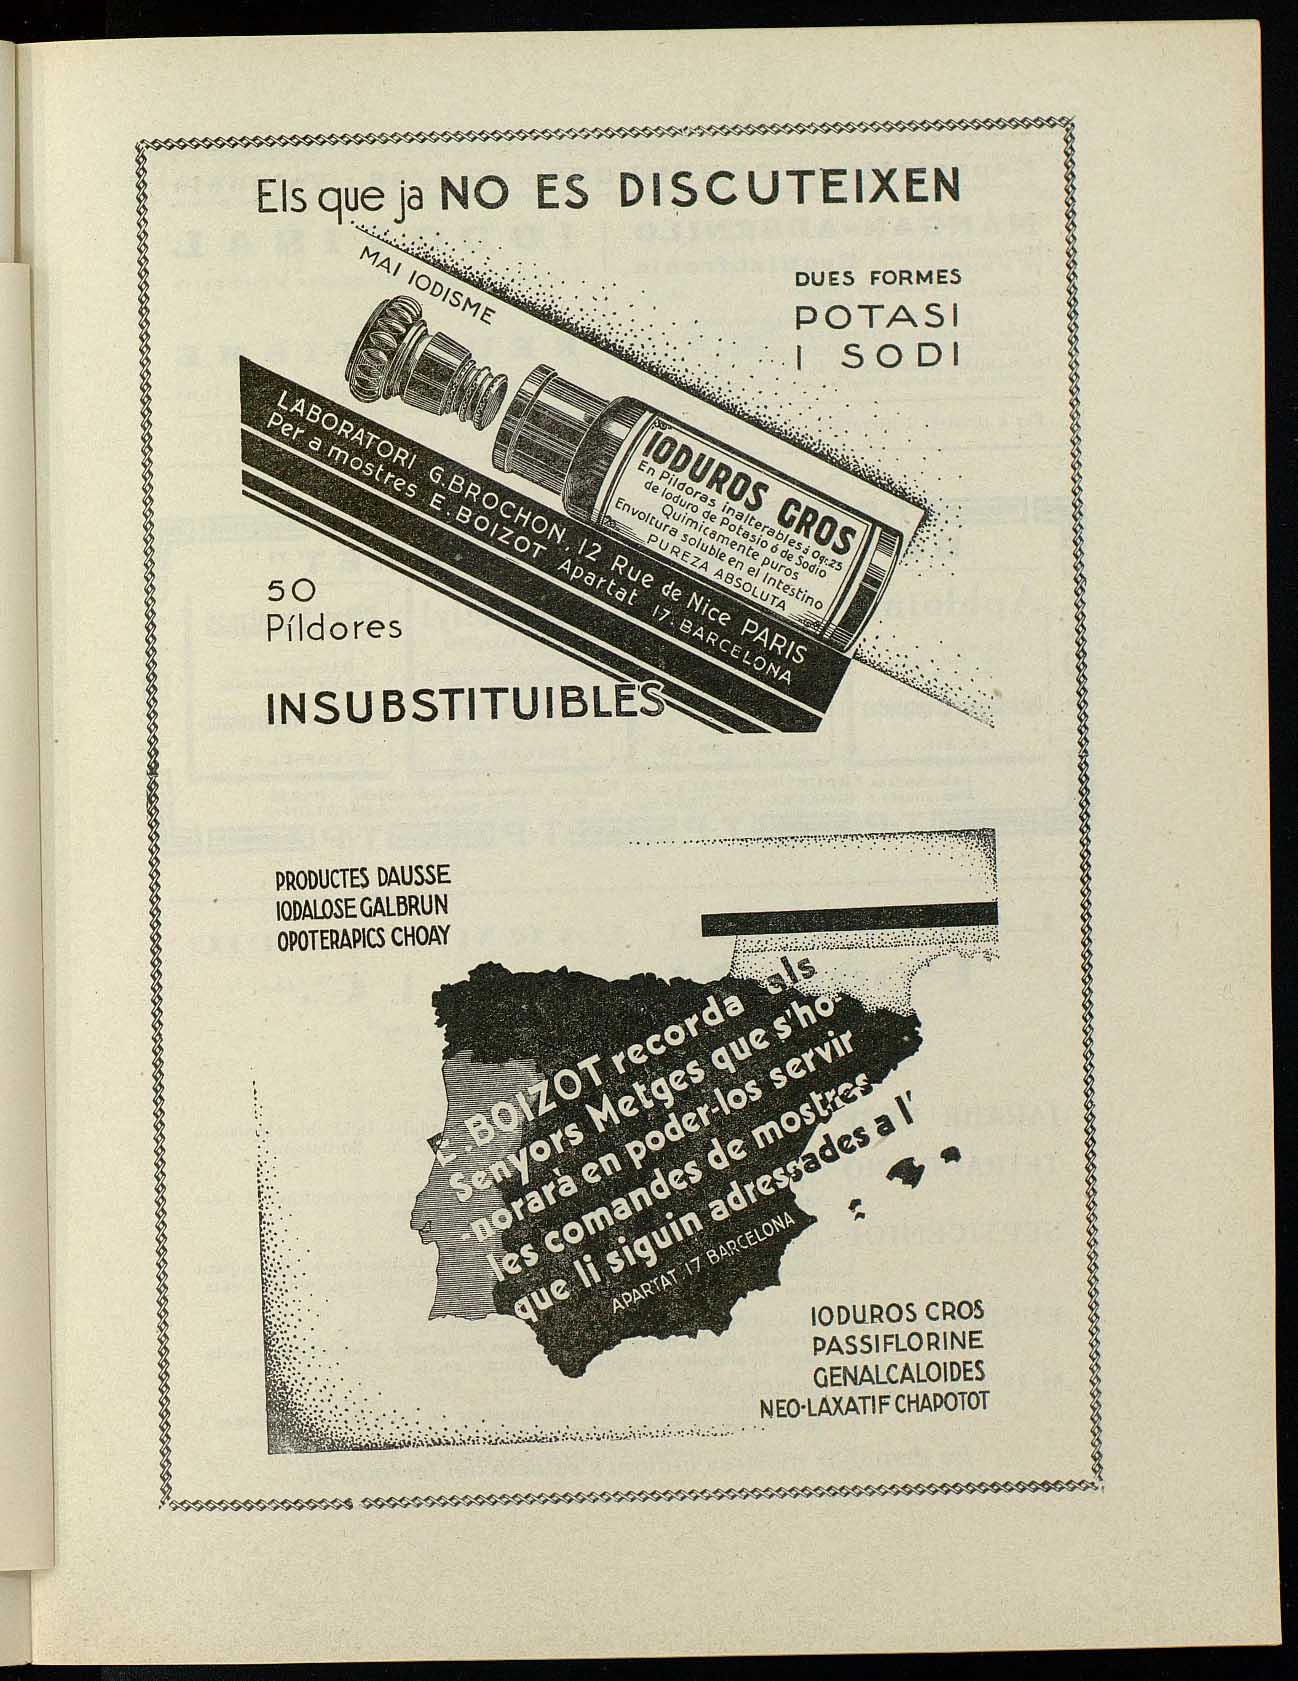 Els que ja NO ES DISCUTEIXEN
MAI IODISME
DUES FORMES
POTASI
I SODI
IODUROS GROS
En Píldoras inalterables á 0gr.25
de Ioduro de Potasio ó de Sodio
Quimicamente puros
Envoltura soluble en el Intestino
PUREZA ABSOLUTA
LABORATORI G.BROCHON.12 Rue de Nice PARIS
Per a mostres E.BOIZOT Apartat 17.BARCELONA
50
Píldores
INSUBSTITUIBLES
PRODUCTES DAUSSE
IODALOSE GALBRUN
OPOTERAPICS CHOAY
E.BOIZOT recorda als
Senyors Metges que s'ho-
-norarà en poder-los servir
les comandes de mostres
que li siguin adressades a l'
APARTAT 17 BARCELONA
IODUROS CROS
PASSIFLORINE
GENALCALOIDES
NEO-LAXATIF CHAPOTOT